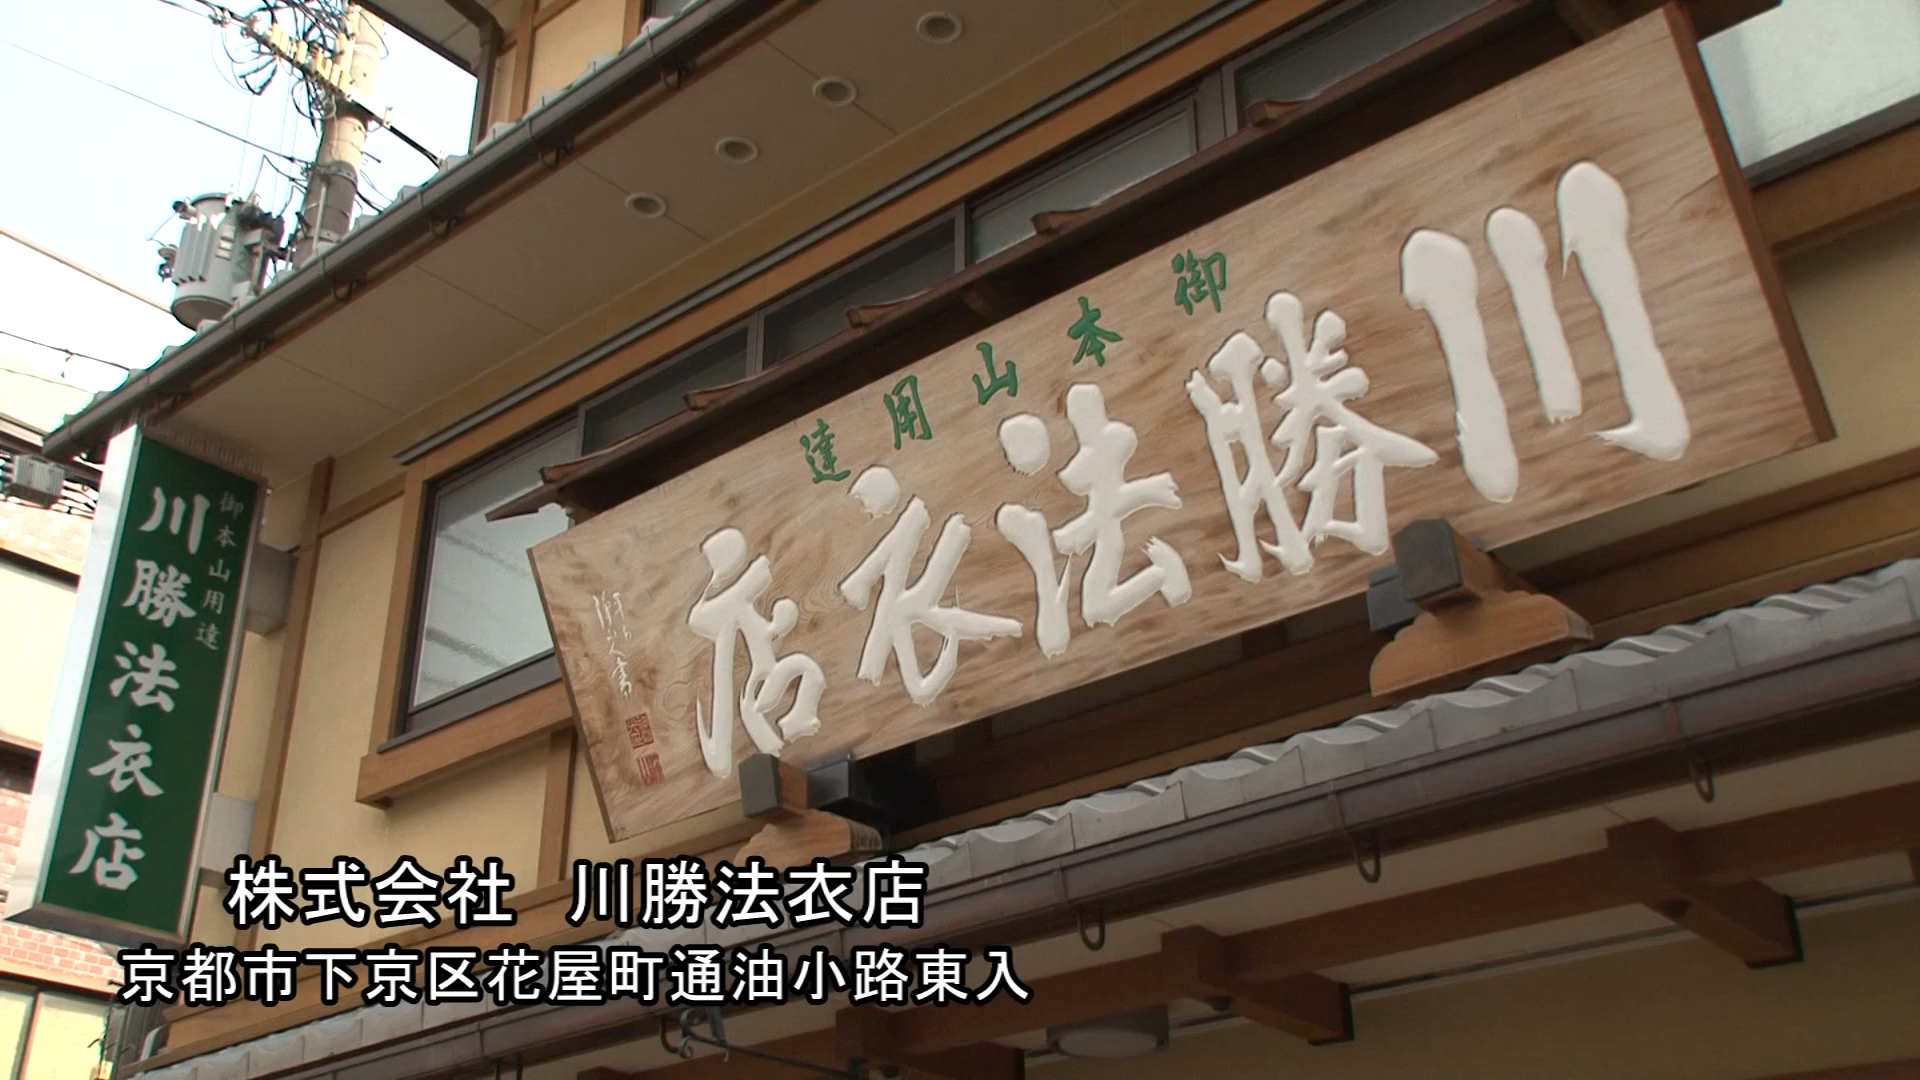 御本山用達
川勝法衣店
御本山用達
川勝法衣店
株式会社　川勝法衣店
京都市下京区花屋町通油小路東入